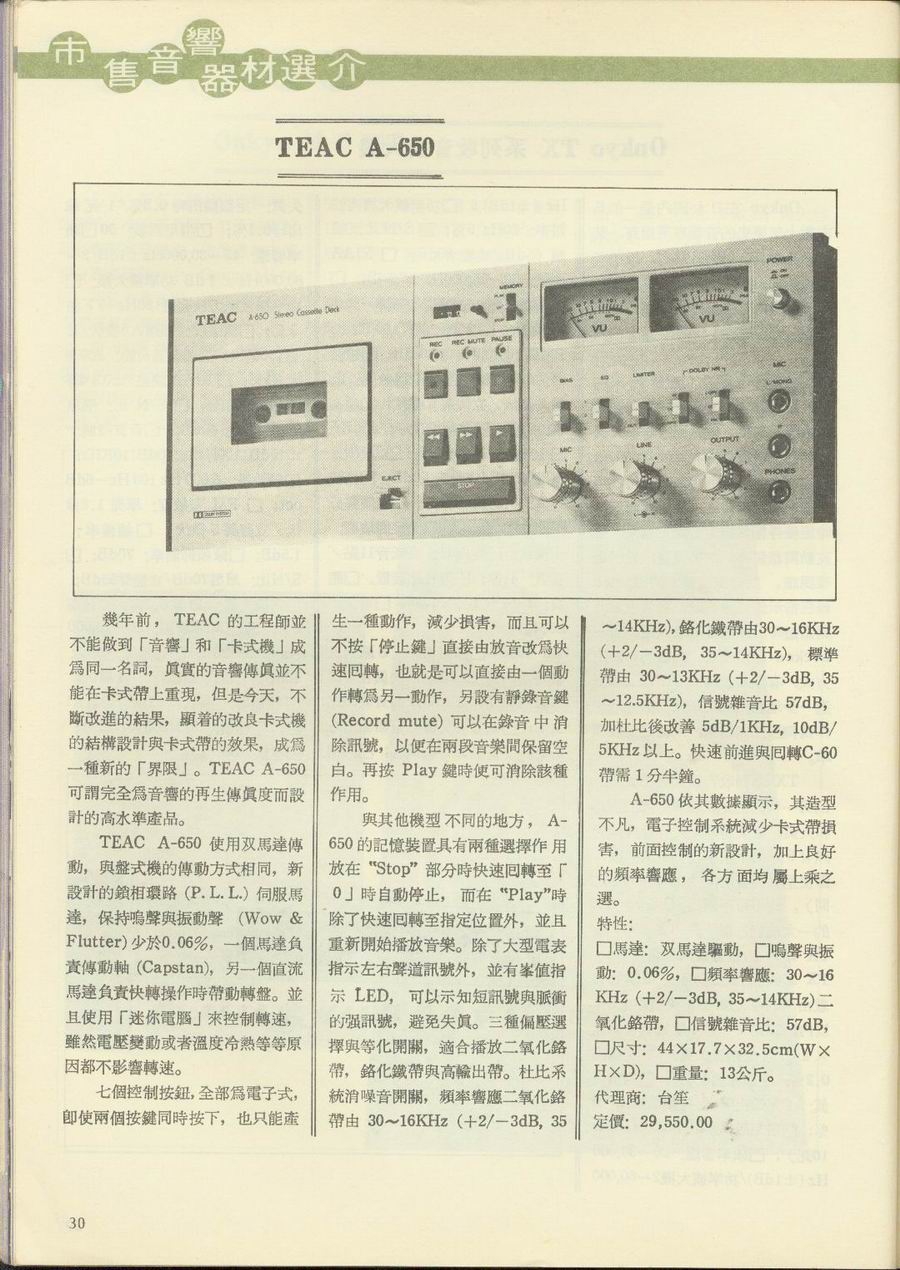 市售音響器材選介
TEAC A-650
TEAC A-650 Stereo Cassette Deck
MEMORY
PLAY
STOP
POWER
VU
VU
REC REC MUTE PAUSE
BIAS EQ LIMITER DOLBY NR
MIC
L/MONO
R
MIC LINE OUTPUT
PHONES
STOP
EJECT
DOLBY SYSTEM
幾年前，TEAC 的工程師並
不能做到「音響」和「卡式機」成
爲同一名詞，眞實的音響傳眞並不
能在卡式帶上重現，但是今天，不
斷改進的結果，顯着的改良卡式機
的結構設計與卡式帶的效果，成爲
一種新的「界限」。TEAC A-650
可謂完全爲音響的再生傳眞度而設
計的高水準產品。
TEAC A-650 使用双馬達傳
動，與盤式機的傳動方式相同，新
設計的鎖相環路 (P. L. L.) 伺服馬
達，保持嗚聲與振動聲 (Wow &
Flutter) 少於0.06%，一個馬達負
責傳動軸 (Capstan)，另一個直流
馬達負責快轉操作時帶動轉盤。並
且使用「迷你電腦」來控制轉速，
雖然電壓變動或者溫度冷熱等等原
因都不影響轉速。
七個控制按鈕，全部爲電子式，
卽使兩個按鍵同時按下，也只能產
生一種動作，減少損害，而且可以
不按「停止鍵」直接由放音改爲快
速囘轉，也就是可以直接由一個動
作轉爲另一動作，另設有靜錄音鍵
(Record mute) 可以在錄音中消
除訊號，以便在兩段音樂間保留空
白。再按 Play 鍵時便可消除該種
作用。
與其他機型不同的地方，A-
650 的記憶裝置具有兩種選擇作用
放在 “Stop” 部分時快速囘轉至「
0」時自動停止，而在 “Play”時
除了快速囘轉至指定位置外，並且
重新開始播放音樂。除了大型電表
指示左右聲道訊號外，並有峯值指
示 LED，可以示知短訊號與脈衝
的强訊號，避免失眞。三種偏壓選
擇與等化開關，適合播放二氧化鉻
帶，鉻化鐵帶與高輸出帶。杜比系
統消噪音開關，頻率響應二氧化鉻
帶由 30～16KHz (+2/−3dB, 35
～14KHz)，鉻化鐵帶由30～16KHz
(+2/−3dB, 35～14KHz)，標準
帶由 30～13KHz (+2/−3dB, 35
～12.5KHz)，信號雜音比 57dB,
加杜比後改善 5dB/1KHz, 10dB/
5KHz 以上。快速前進與囘轉C-60
帶需 1 分半鐘。
A-650 依其數據顯示，其造型
不凡，電子控制系統減少卡式帶損
害，前面控制的新設計，加上良好
的頻率響應，各方面均屬上乘之
選。
特性：
□馬達：双馬達驅動，□嗚聲與振
動：0.06%，□頻率響應：30～16
KHz (+2/−3dB, 35～14KHz) 二
氧化鉻帶，□信號雜音比：57dB,
□尺寸：44×17.7×32.5cm(W×
H×D)，□重量：13公斤。
代理商：台笙
定價：29,550.00
30